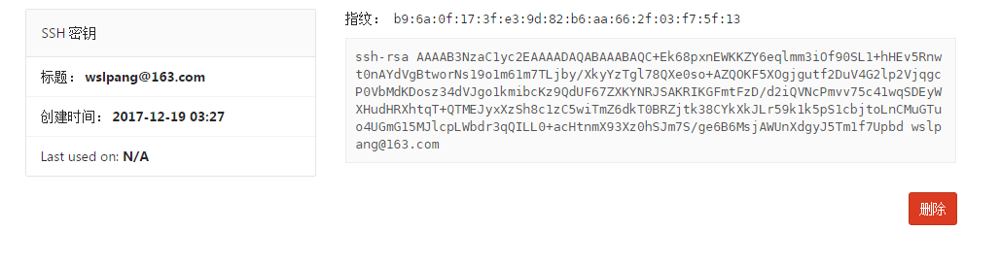 SSH 密钥
标题： wslpang@163.com
创建时间： 2017-12-19 03:27
Last used on: N/A
指纹： b9:6a:0f:17:3f:e3:9d:82:b6:aa:66:2f:03:f7:5f:13
ssh-rsa AAAAB3NzaC1yc2EAAAADAQABAAABAQC+Ek68pxnEWKKZY6eqlmm3iOf90SL1+hHEv5Rnw
t0nAYdVgBtworNs19o1m61m7TLjby/XkyYzTgl78QXe0so+AZQOKF5XOgjgutf2DuV4G2lp2Vjqgc
P0VbMdKDosz34dVJgo1kmibcKz9QdUF67ZXKYNRJSAKRIKGFmtFzD/d2iQVNcPmvv75c41wqSDEyW
XHudHRXhtqT+QTMEJyxXzSh8c1zC5wiTmZ6dkT0BRZjtk38CYkXkJLr59k1k5pS1cbjtoLnCMuGTu
o4UGmG15MJlcpLWbdr3qQILL0+acHtnmX93Xz0hSJm7S/ge6B6MsjAWUnXdgyJ5Tm1f7Upbd wslp
ang@163.com
删除